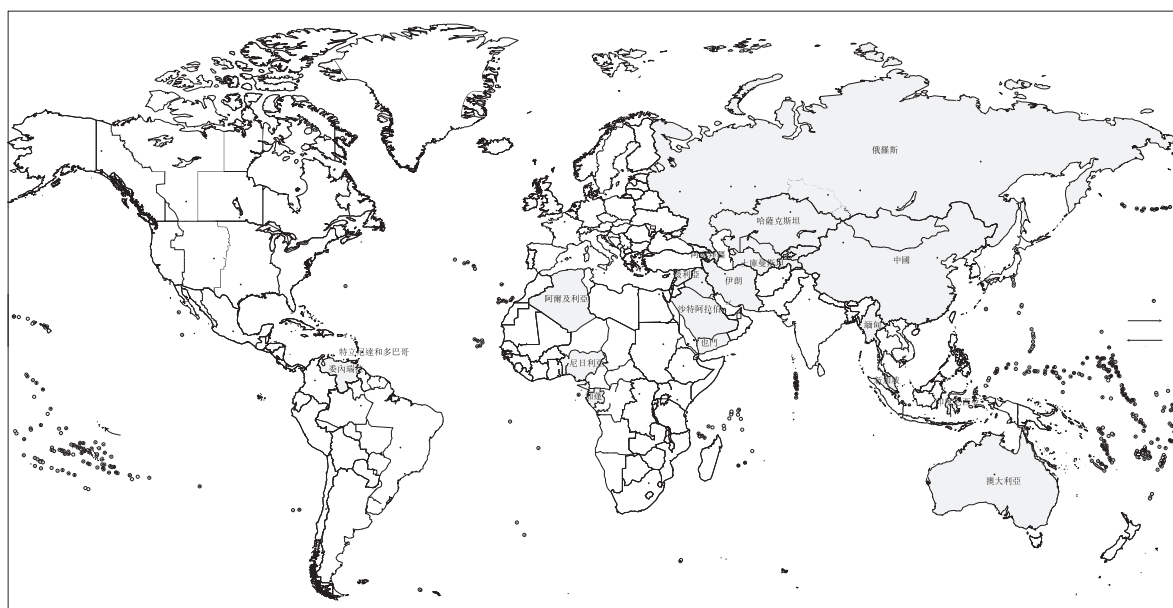 俄羅斯
哈薩克斯坦
中國
土庫曼斯坦
伊朗
阿爾及利亞
沙特阿拉伯
緬甸
也門
特立尼達和多巴哥
委內瑞拉
尼日利亞
澳大利亞